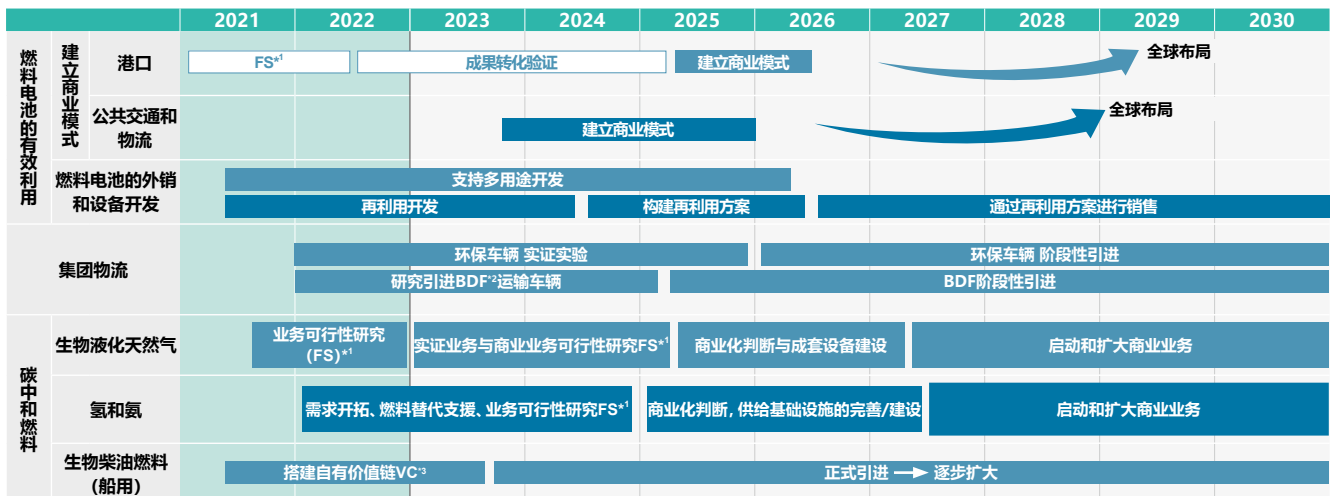 2021 2022 2023 2024 2025 2026 2027 2028 2029 2030
燃料电池的有效利用
建立商业模式
港口
FS*1
成果转化验证
建立商业模式
全球布局
公共交通和
物流
建立商业模式
全球布局
燃料电池的外销
和设备开发
支持多用途开发
再利用开发
构建再利用方案
通过再利用方案进行销售
集团物流
环保车辆 实证实验
环保车辆 阶段性引进
研究引进BDF*2运输车辆
BDF阶段性引进
碳中和燃料
生物液化天然气
业务可行性研究
(FS)*1
实证业务与商业业务可行性研究FS*1
商业化判断与成套设备建设
启动和扩大商业业务
氢和氨
需求开拓、燃料替代支援、业务可行性研究FS*1
商业化判断，供给基础设施的完善/建设
启动和扩大商业业务
生物柴油燃料
(船用)
搭建自有价值链VC*3
正式引进 → 逐步扩大